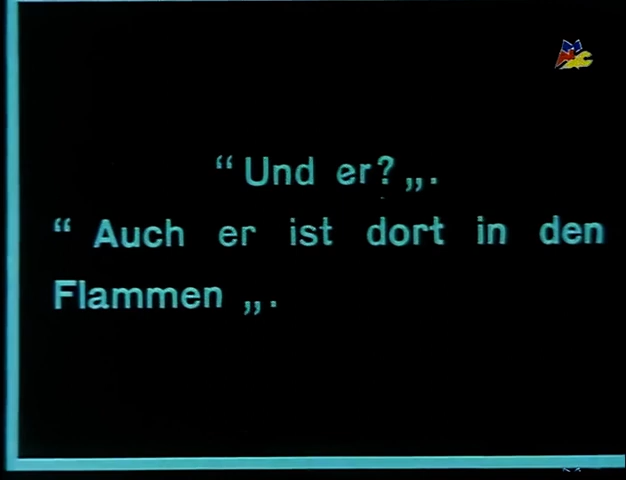 “ Und er? „.
“ Auch er ist dort in den
Flammen „.